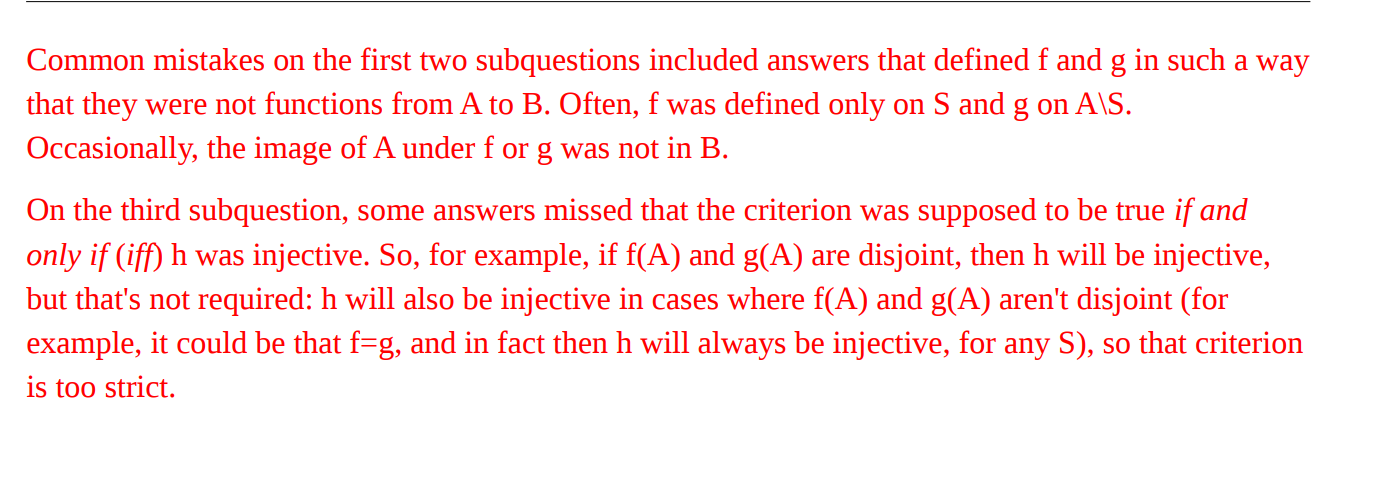 Common mistakes on the first two subquestions included answers that defined f and g in such a way
that they were not functions from A to B. Often, f was defined only on S and g on A\S.
Occasionally, the image of A under f or g was not in B.
On the third subquestion, some answers missed that the criterion was supposed to be true if and
only if (iff) h was injective. So, for example, if f(A) and g(A) are disjoint, then h will be injective,
but that's not required: h will also be injective in cases where f(A) and g(A) aren't disjoint (for
example, it could be that f=g, and in fact then h will always be injective, for any S), so that criterion
is too strict.